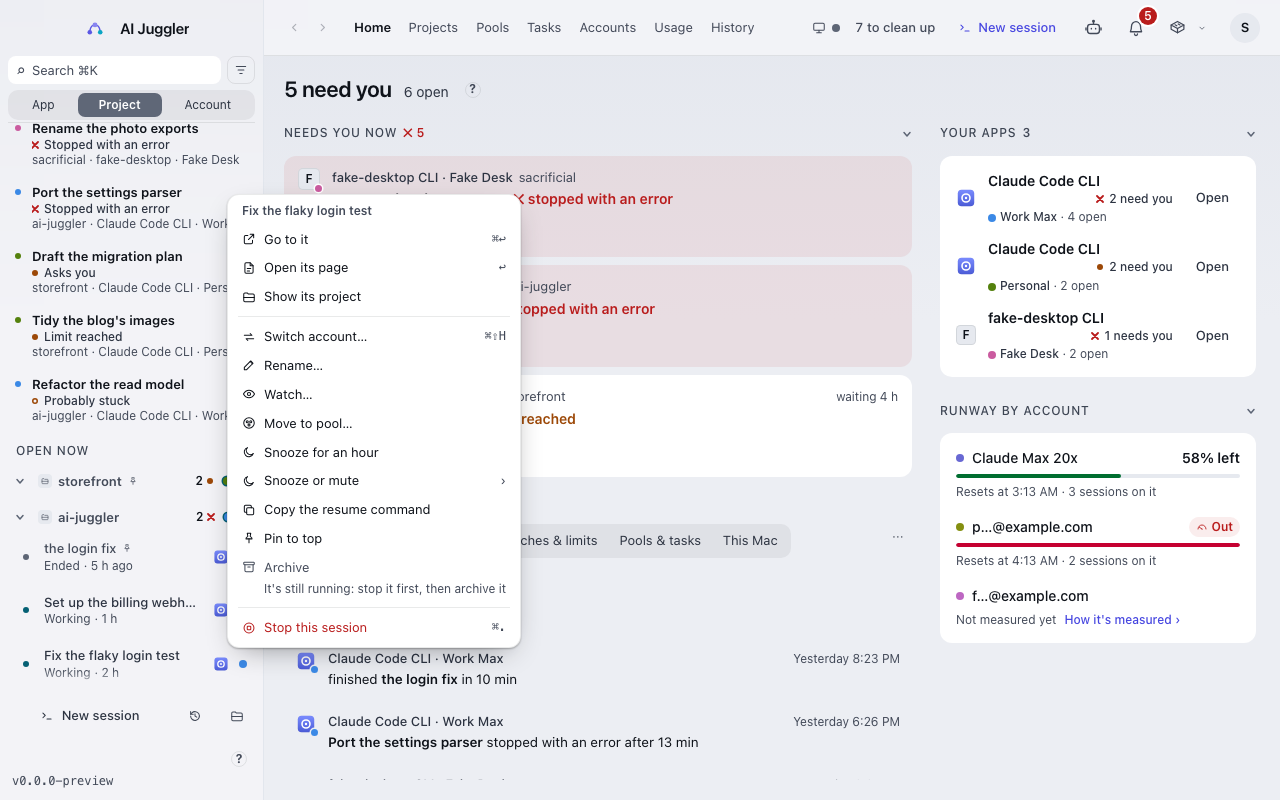 AI Juggler
Home
Projects
Pools
Tasks
Accounts
Usage
History
7 to clean up
New session
5
S
Search ⌘K
App
Project
Account
Rename the photo exports
Stopped with an error
sacrificial · fake-desktop · Fake Desk
Port the settings parser
Stopped with an error
ai-juggler · Claude Code CLI ·
Draft the migration plan
Asks you
storefront · Claude Code CLI ·
Tidy the blog's images
Limit reached
storefront · Claude Code CLI ·
Refactor the read model
Probably stuck
ai-juggler · Claude Code CLI ·
OPEN NOW
storefront
2
ai-juggler
2
the login fix
Ended · 5 h ago
Set up the billing webh...
Working · 1 h
Fix the flaky login test
Working · 2 h
New session
?
v0.0.0-preview
5 need you
6 open
?
NEEDS YOU NOW
5
F
fake-desktop CLI · Fake Desk sacrificial
stopped with an error
waiting 4 h
reached
Fix the flaky login test
Go to it
⌘↩
Open its page
↩
Show its project
Switch account...
⌘⇧H
Rename...
Watch...
Move to pool...
Snooze for an hour
Snooze or mute
›
Copy the resume command
Pin to top
Archive
It's still running: stop it first, then archive it
Stop this session
⌘.
& limits
Pools & tasks
This Mac
...
Claude Code CLI · Work Max
Yesterday 8:23 PM
finished the login fix in 10 min
Claude Code CLI · Work Max
Yesterday 6:26 PM
Port the settings parser stopped with an error after 13 min
YOUR APPS 3
Claude Code CLI
2 need you
Work Max · 4 open
Open
Claude Code CLI
2 need you
Personal · 2 open
Open
F
fake-desktop CLI
1 needs you
Fake Desk · 2 open
Open
RUNWAY BY ACCOUNT
Claude Max 20x
58% left
Resets at 3:13 AM · 3 sessions on it
p...@example.com
Out
Resets at 4:13 AM · 2 sessions on it
f...@example.com
Not measured yet
How it's measured ›